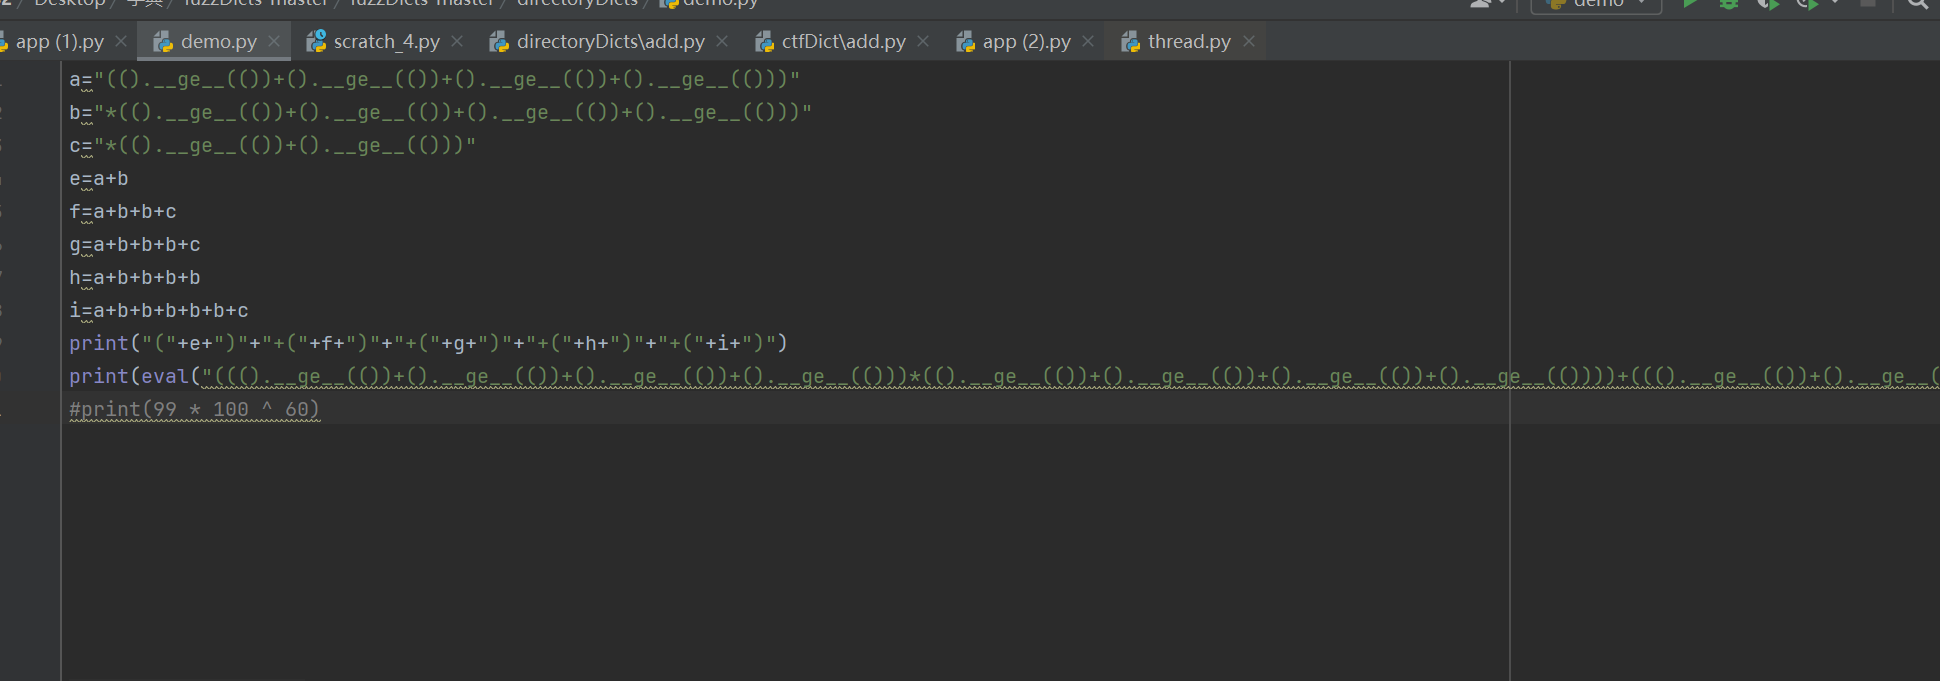 Desktop / 字典 / fuzzDicts-master / fuzzDicts-master / directoryDicts / demo.py demo
app (1).py demo.py scratch_4.py directoryDicts\add.py ctfDict\add.py app (2).py thread.py
a="(().__ge__(())+().__ge__(())+().__ge__(())+().__ge__(()))"
b="*(().__ge__(())+().__ge__(())+().__ge__(())+().__ge__(()))"
c="*(().__ge__(())+().__ge__(()))"
e=a+b
f=a+b+b+c
g=a+b+b+b+c
h=a+b+b+b+b
i=a+b+b+b+b+b+c
print("("+e+")"+"+("+f+")"+"+("+g+")"+"+("+h+")"+"+("+i+")")
print(eval("((().__ge__(())+().__ge__(())+().__ge__(())+().__ge__(()))*(().__ge__(())+().__ge__(())+().__ge__(())+().__ge__(())))+((().__ge__(())+().__ge__(
#print(99 * 100 ^ 60)